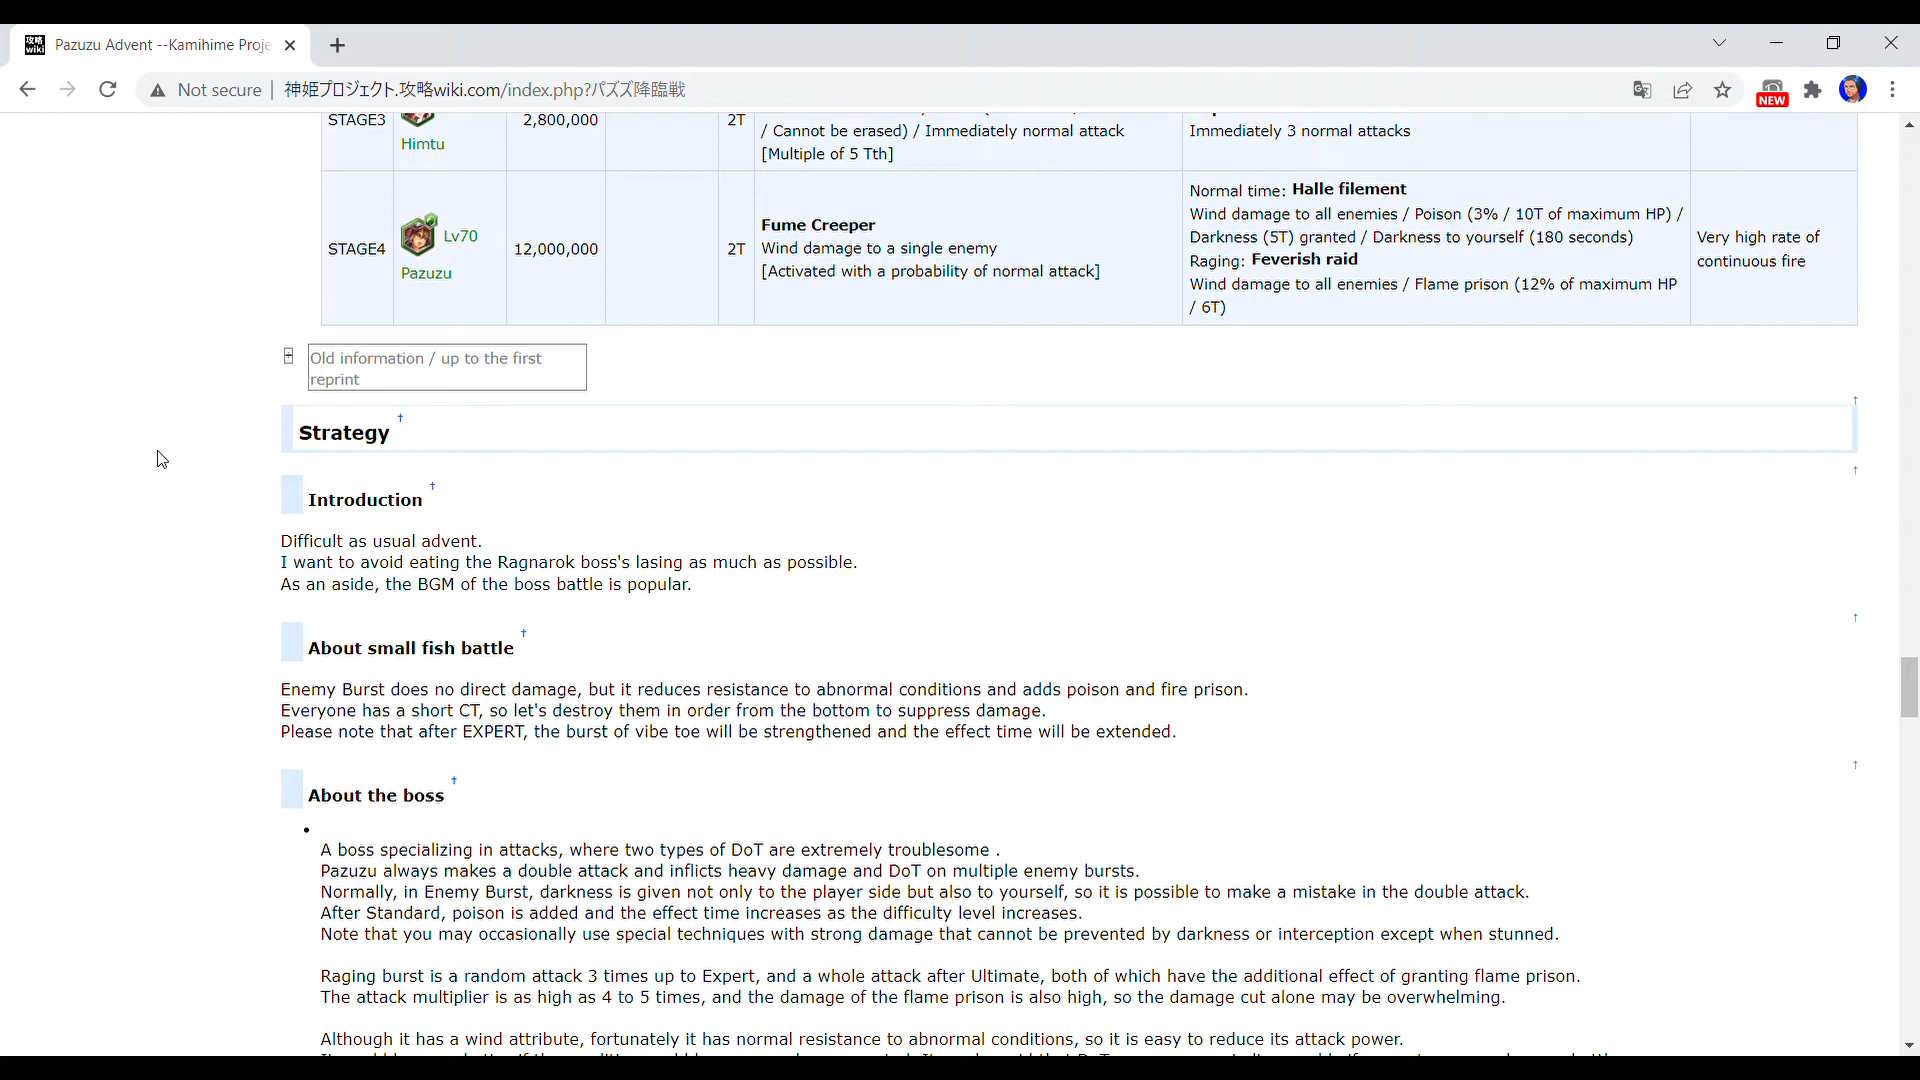 Pazuzu Advent --Kamihime Proje
Not secure
神姫プロジェクト.攻略wiki.com/index.php?パズズ降臨戦
NEW
STAGE3
Himtu
2,800,000
2T
/ Cannot be erased) / Immediately normal attack
[Multiple of 5 Tth]
Immediately 3 normal attacks
STAGE4
Lv70
Pazuzu
12,000,000
2T
Fume Creeper
Wind damage to a single enemy
[Activated with a probability of normal attack]
Normal time: Halle filement
Wind damage to all enemies / Poison (3% / 10T of maximum HP) /
Darkness (5T) granted / Darkness to yourself (180 seconds)
Raging: Feverish raid
Wind damage to all enemies / Flame prison (12% of maximum HP
/ 6T)
Very high rate of
continuous fire
Old information / up to the first
reprint
Strategy †
Introduction †
Difficult as usual advent.
I want to avoid eating the Ragnarok boss's lasing as much as possible.
As an aside, the BGM of the boss battle is popular.
About small fish battle †
Enemy Burst does no direct damage, but it reduces resistance to abnormal conditions and adds poison and fire prison.
Everyone has a short CT, so let's destroy them in order from the bottom to suppress damage.
Please note that after EXPERT, the burst of vibe toe will be strengthened and the effect time will be extended.
About the boss †
A boss specializing in attacks, where two types of DoT are extremely troublesome .
Pazuzu always makes a double attack and inflicts heavy damage and DoT on multiple enemy bursts.
Normally, in Enemy Burst, darkness is given not only to the player side but also to yourself, so it is possible to make a mistake in the double attack.
After Standard, poison is added and the effect time increases as the difficulty level increases.
Note that you may occasionally use special techniques with strong damage that cannot be prevented by darkness or interception except when stunned.
Raging burst is a random attack 3 times up to Expert, and a whole attack after Ultimate, both of which have the additional effect of granting flame prison.
The attack multiplier is as high as 4 to 5 times, and the damage of the flame prison is also high, so the damage cut alone may be overwhelming.
Although it has a wind attribute, fortunately it has normal resistance to abnormal conditions, so it is easy to reduce its attack power.